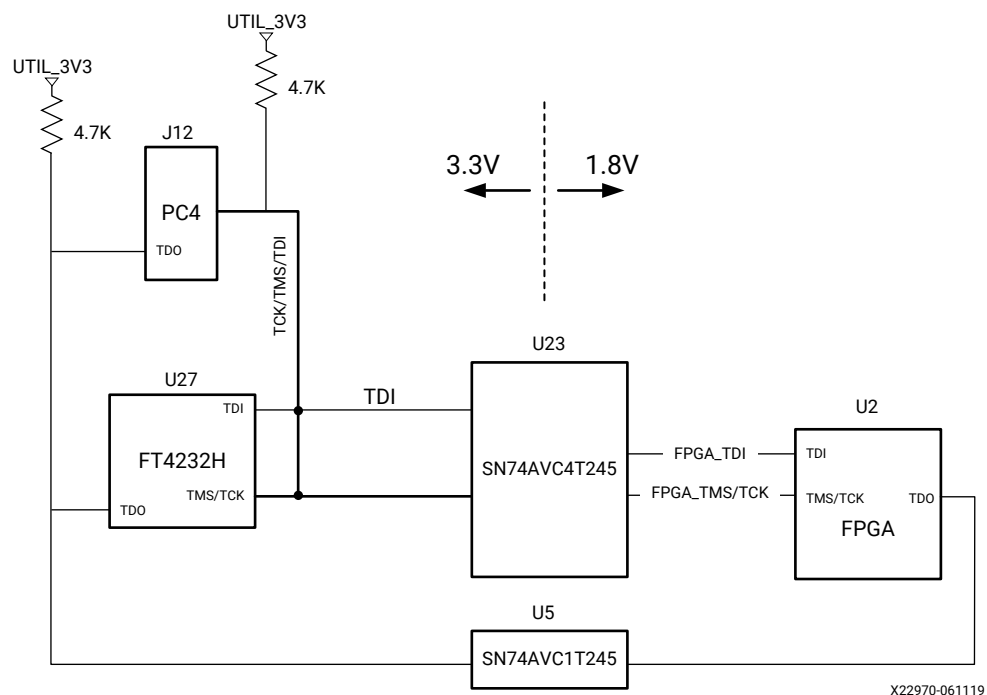 UTIL_3V3
UTIL_3V3
4.7K
4.7K
J12
3.3V
1.8V
PC4
TDO
TCK/TMS/TDI
U23
U27
TDI
TDI
U2
FT4232H
SN74AVC4T245
FPGA_TDI
TDI
TMS/TCK
FPGA_TMS/TCK
TMS/TCK
TDO
TDO
FPGA
U5
SN74AVC1T245
X22970-061119